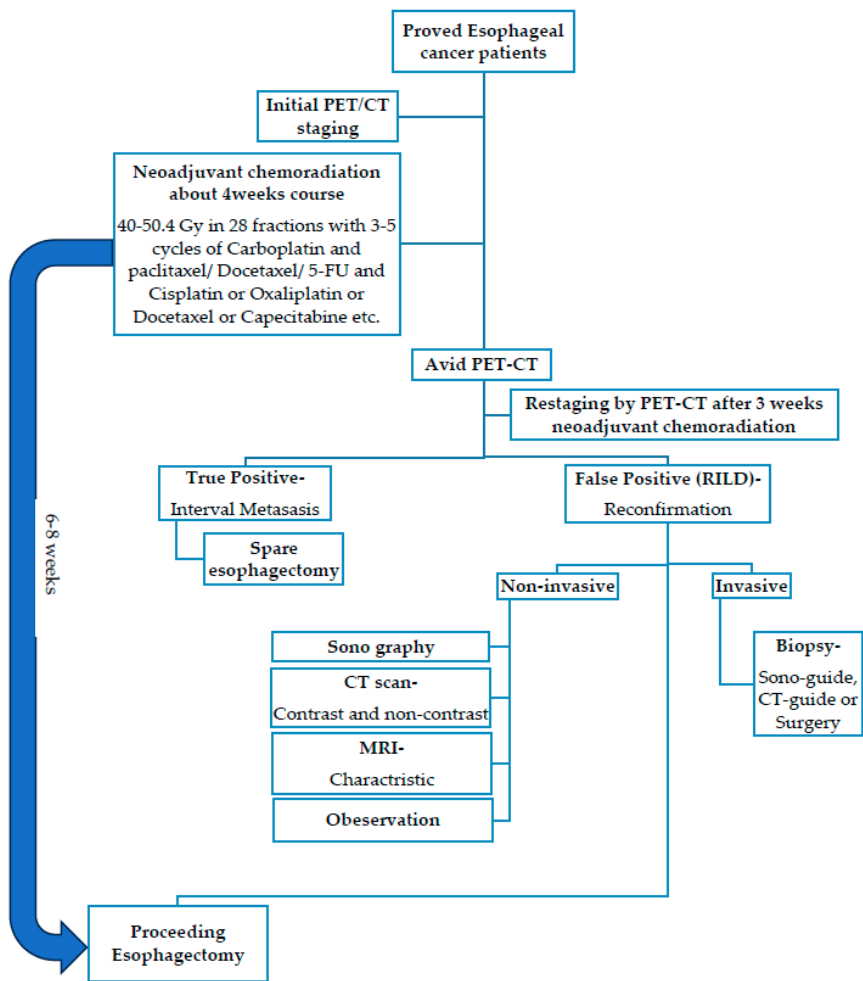 Proved Esophageal
cancer patients
Initial PET/CT
staging
Neoadjuvant chemoradiation
about 4weeks course
40-50.4 Gy in 28 fractions with 3-5
cycles of Carboplatin and
paclitaxel/ Docetaxel/ 5-FU and
Cisplatin or Oxaliplatin or
Docetaxel or Capecitabine etc.
Avid PET-CT
Restaging by PET-CT after 3 weeks
neoadjuvant chemoradiation
True Positive-
Interval Metasasis
False Positive (RILD)-
Reconfirmation
Spare
esophagectomy
6-8 weeks
Non-invasive
Invasive
Sono graphy
CT scan-
Contrast and non-contrast
MRI-
Charactristic
Obeservation
Biopsy-
Sono-guide,
CT-guide or
Surgery
Proceeding
Esophagectomy